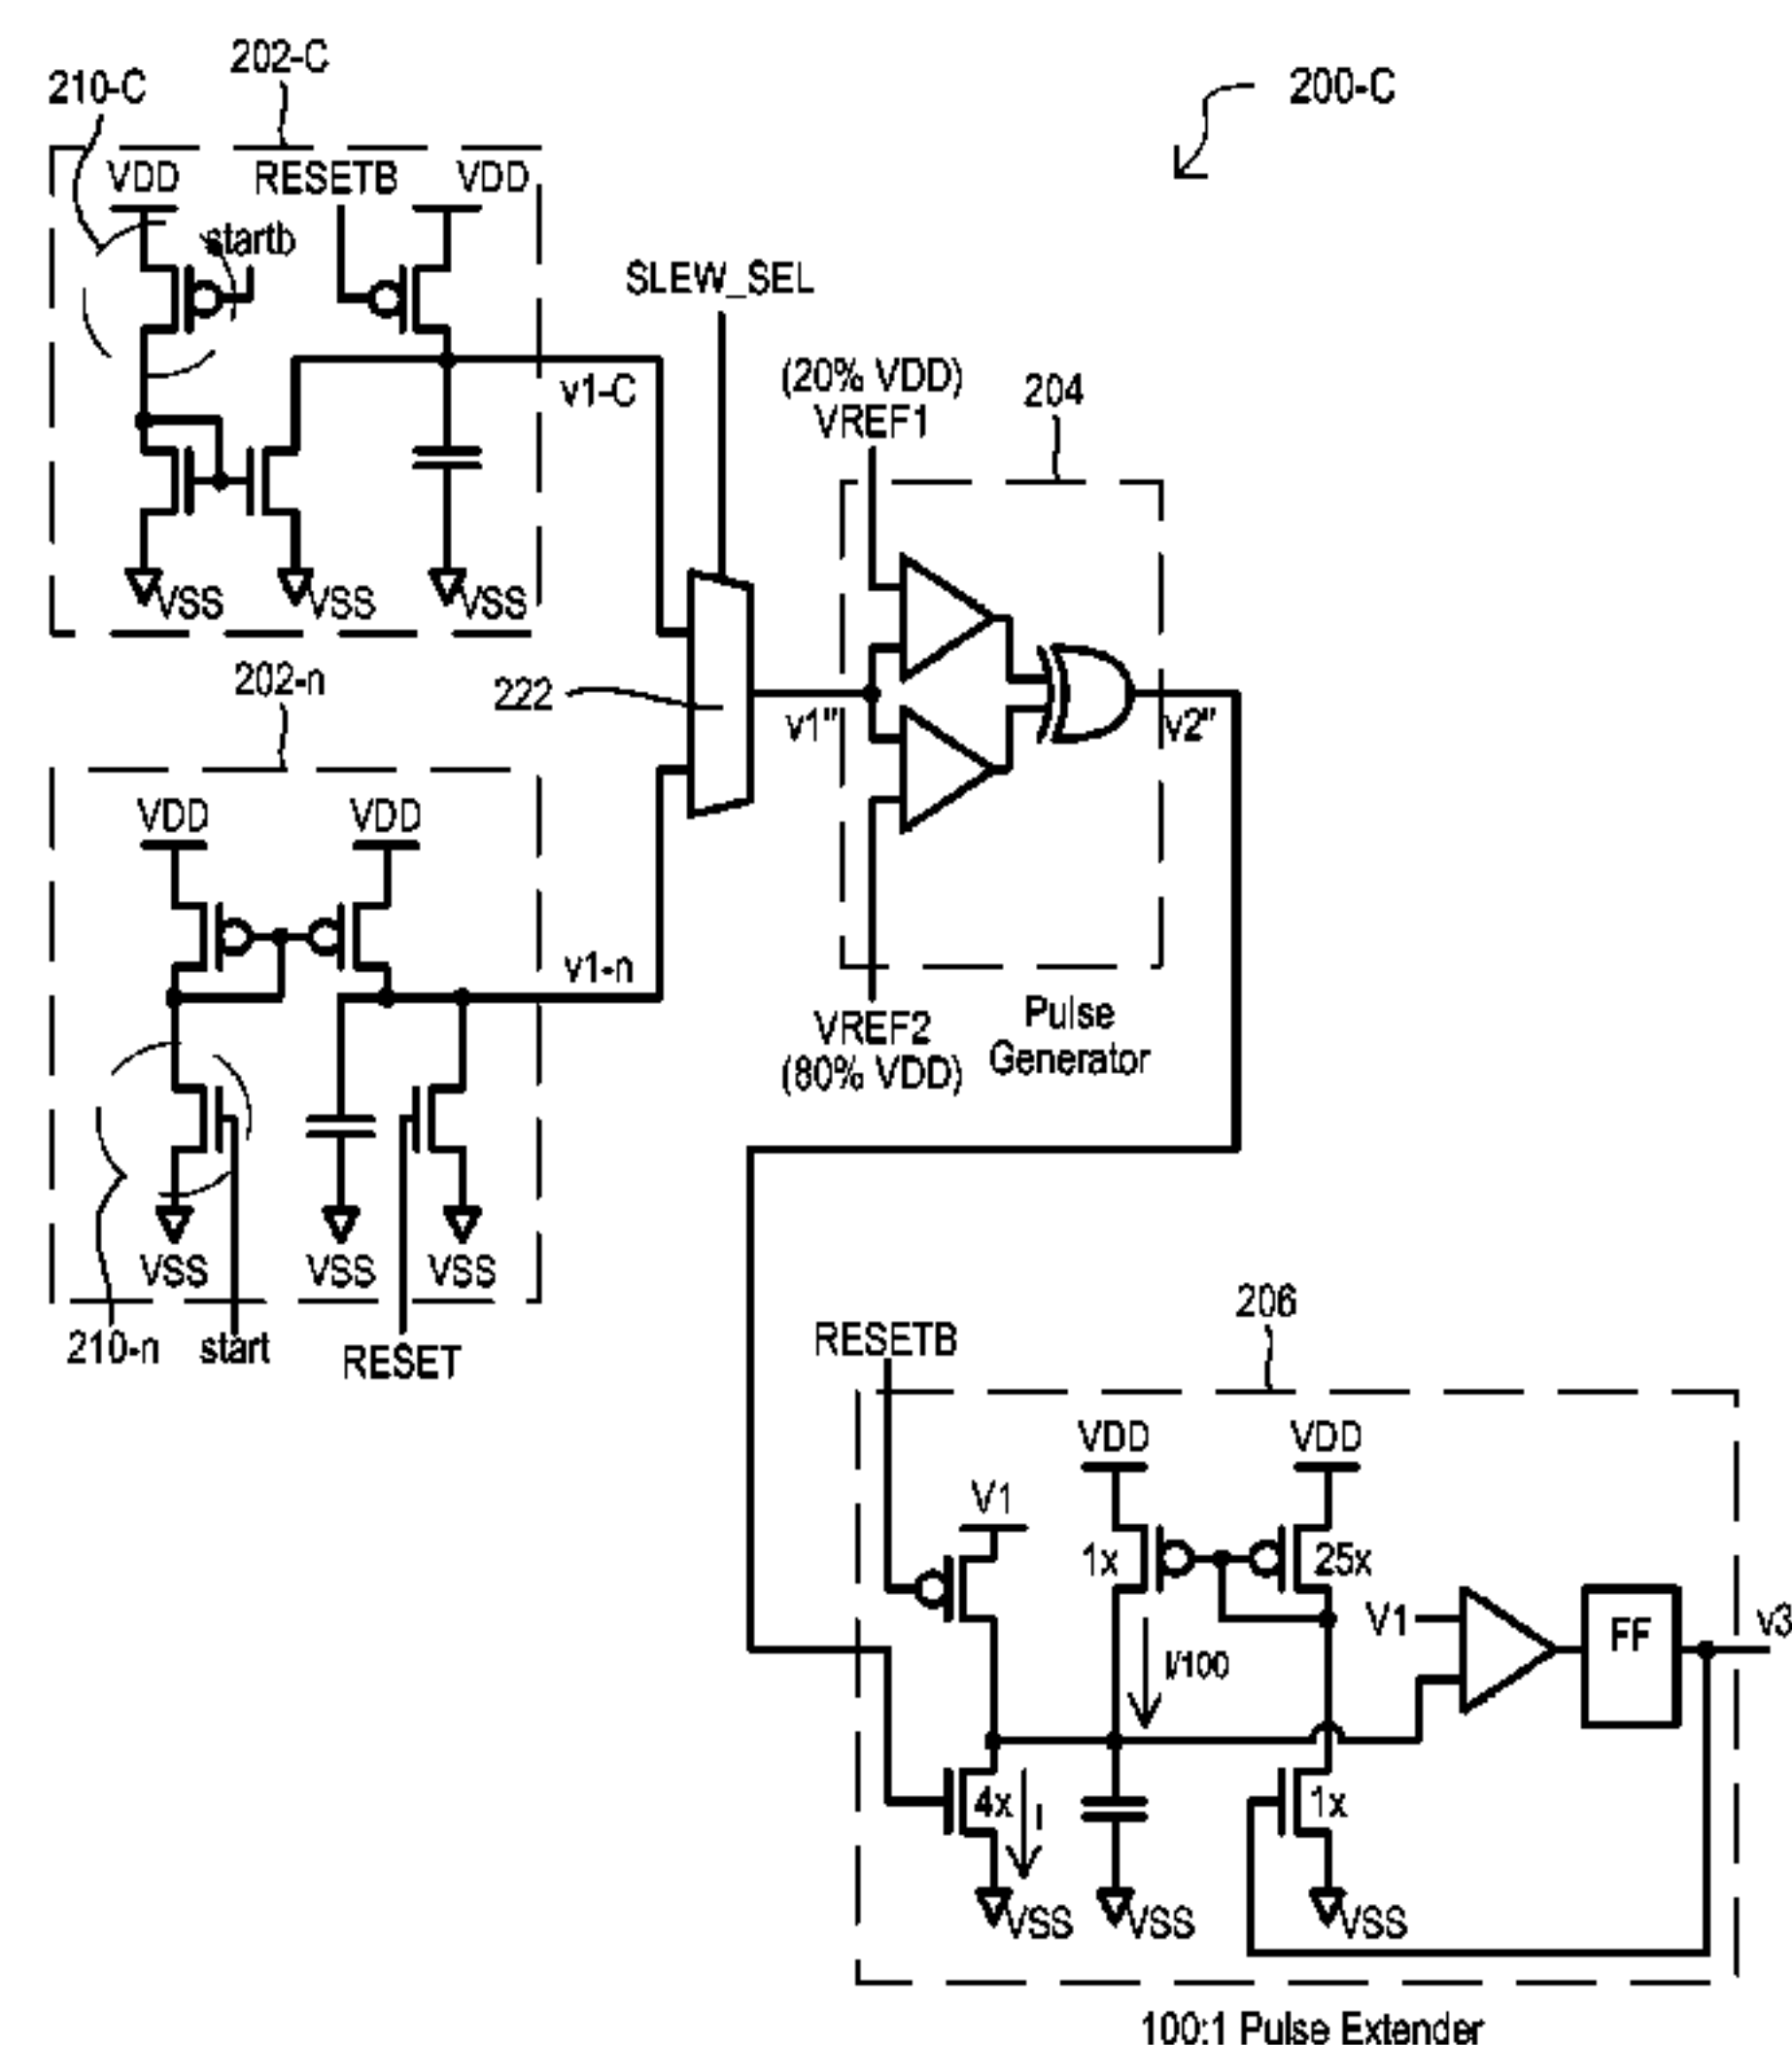 200-C
202-C
210-C
VDD
RESETB
VDD
startb
VSS
VSS
VSS
v1-C
SLEW_SEL
222
(20% VDD)
VREF1
204
v1"
v2"
VREF2
(80% VDD)
Pulse
Generator
202-n
VDD
VDD
v1-n
VSS
VSS
VSS
210-n
start
RESET
RESETB
206
VDD
VDD
V1
1x
25x
V1
FF
v3
I/100
4x
I
1x
VSS
VSS
VSS
100:1 Pulse Extender